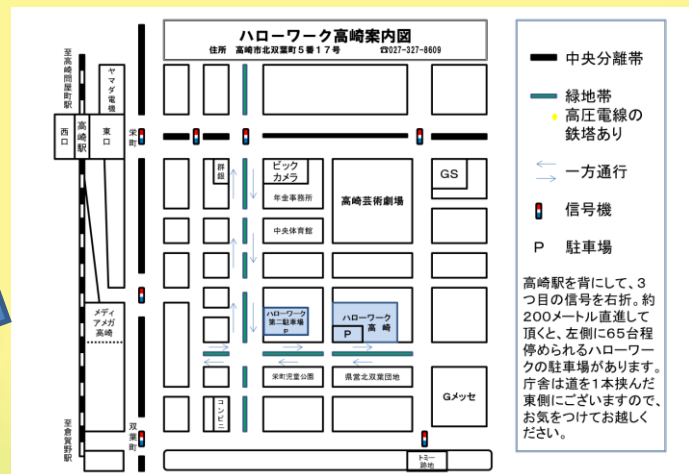 ハローワーク高崎案内図
住所 高崎市北双葉町5番17号 ☎027-327-8609
至高崎問屋町駅
ヤマダ電機
西口
高崎駅
東口
栄町
群銀
ビック
カメラ
年金事務所
高崎芸術劇場
GS
中央体育館
メディ
アメガ
高崎
ハローワーク
第二駐車場
P
ハローワーク
高崎
P
栄町児童公園
県営北双葉団地
Gメッセ
コンビニ
双葉町
至倉賀野駅
トミー
跡地
中央分離帯
緑地帯
高圧電線の
鉄塔あり
一方通行
信号機
P 駐車場
高崎駅を背にして、3
つ目の信号を右折。約
200メートル直進して
頂くと、左側に65台程
停められるハローワー
クの駐車場があります。
庁舎は道を1本挟んだ
東側にございますので、
お気をつけてお越しく
ださい。